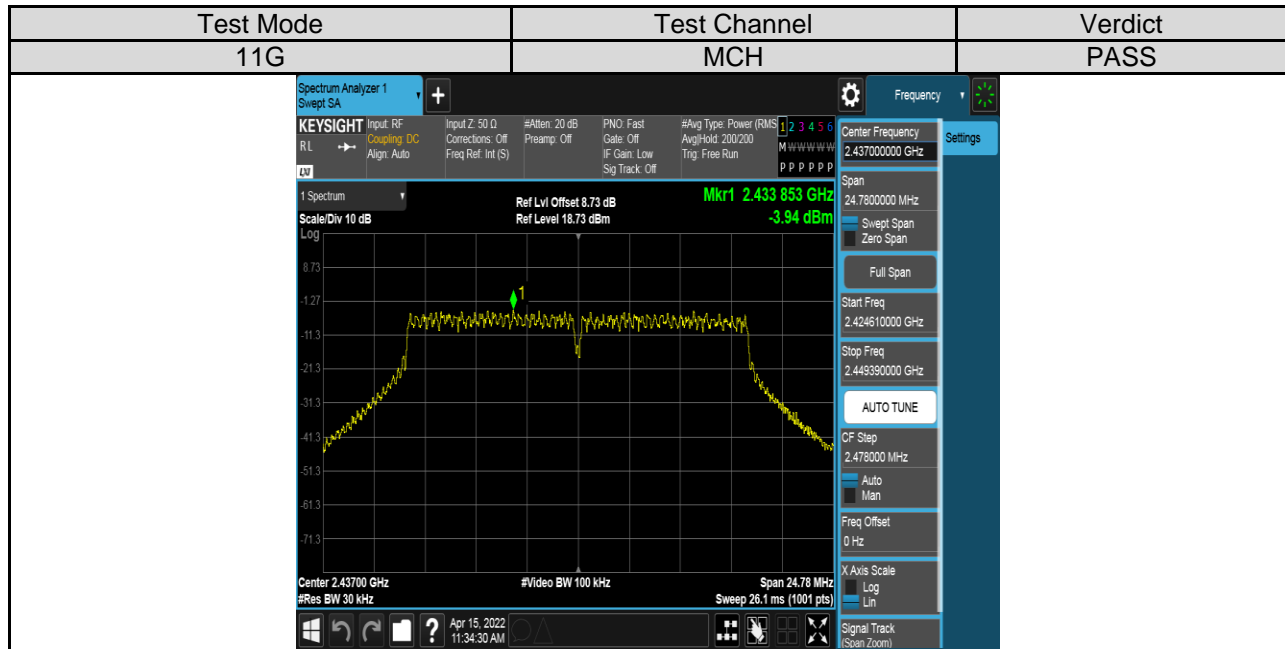 Test Mode Test Channel Verdict
11G MCH PASS
Spectrum Analyzer 1
Swept SA
+
Frequency
KEYSIGHT
RL
LXI
Input: RF
Coupling: DC
Align: Auto
Input Z: 50 Ω
Corrections: Off
Freq Ref: Int (S)
#Atten: 20 dB
Preamp: Off
PNO: Fast
Gate: Off
IF Gain: Low
Sig Track: Off
#Avg Type: Power (RMS
Avg|Hold: 200/200
Trig: Free Run
1 2 3 4 5 6
M W W W W W
P P P P P P
1 Spectrum
Scale/Div 10 dB
Log
Ref Lvl Offset 8.73 dB
Ref Level 18.73 dBm
Mkr1 2.433 853 GHz
-3.94 dBm
8.73
-1.27
-11.3
-21.3
-31.3
-41.3
-51.3
-61.3
-71.3
1
Center 2.43700 GHz
#Res BW 30 kHz
#Video BW 100 kHz
Span 24.78 MHz
Sweep 26.1 ms (1001 pts)
?
Apr 15, 2022
11:34:30 AM
Center Frequency
2.437000000 GHz
Settings
Span
24.7800000 MHz
Swept Span
Zero Span
Full Span
Start Freq
2.424610000 GHz
Stop Freq
2.449390000 GHz
AUTO TUNE
CF Step
2.478000 MHz
Auto
Man
Freq Offset
0 Hz
X Axis Scale
Log
Lin
Signal Track
(Span Zoom)